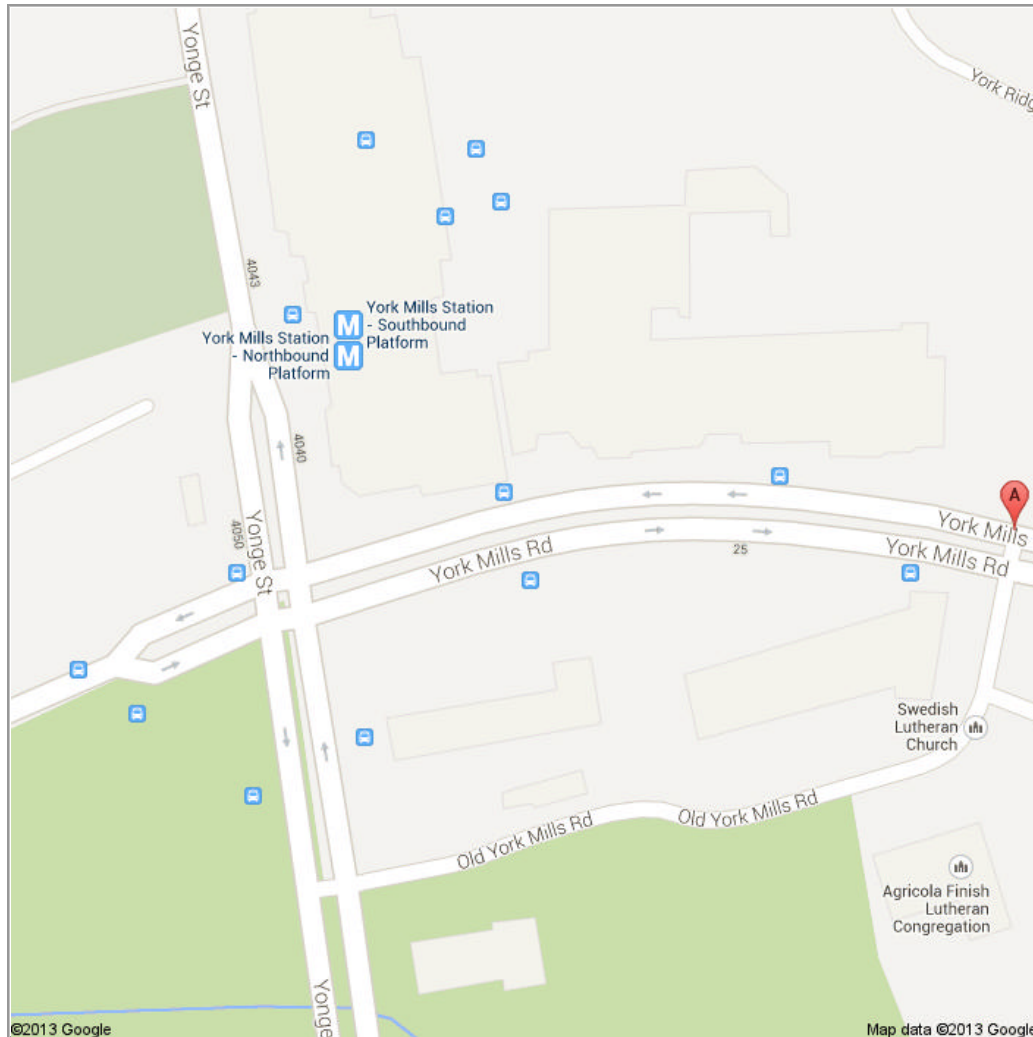 Yonge St
York Ridg
4043
York Mills Station
- Southbound
Platform
York Mills Station
- Northbound
Platform
M
M
4040
A
4050
Yonge St
York Mills
York Mills Rd
25
York Mills Rd
Swedish
Lutheran
Church
Old York Mills Rd
Old York Mills Rd
Agricola Finish
Lutheran
Congregation
Yonge
©2013 Google
Map data ©2013 Google